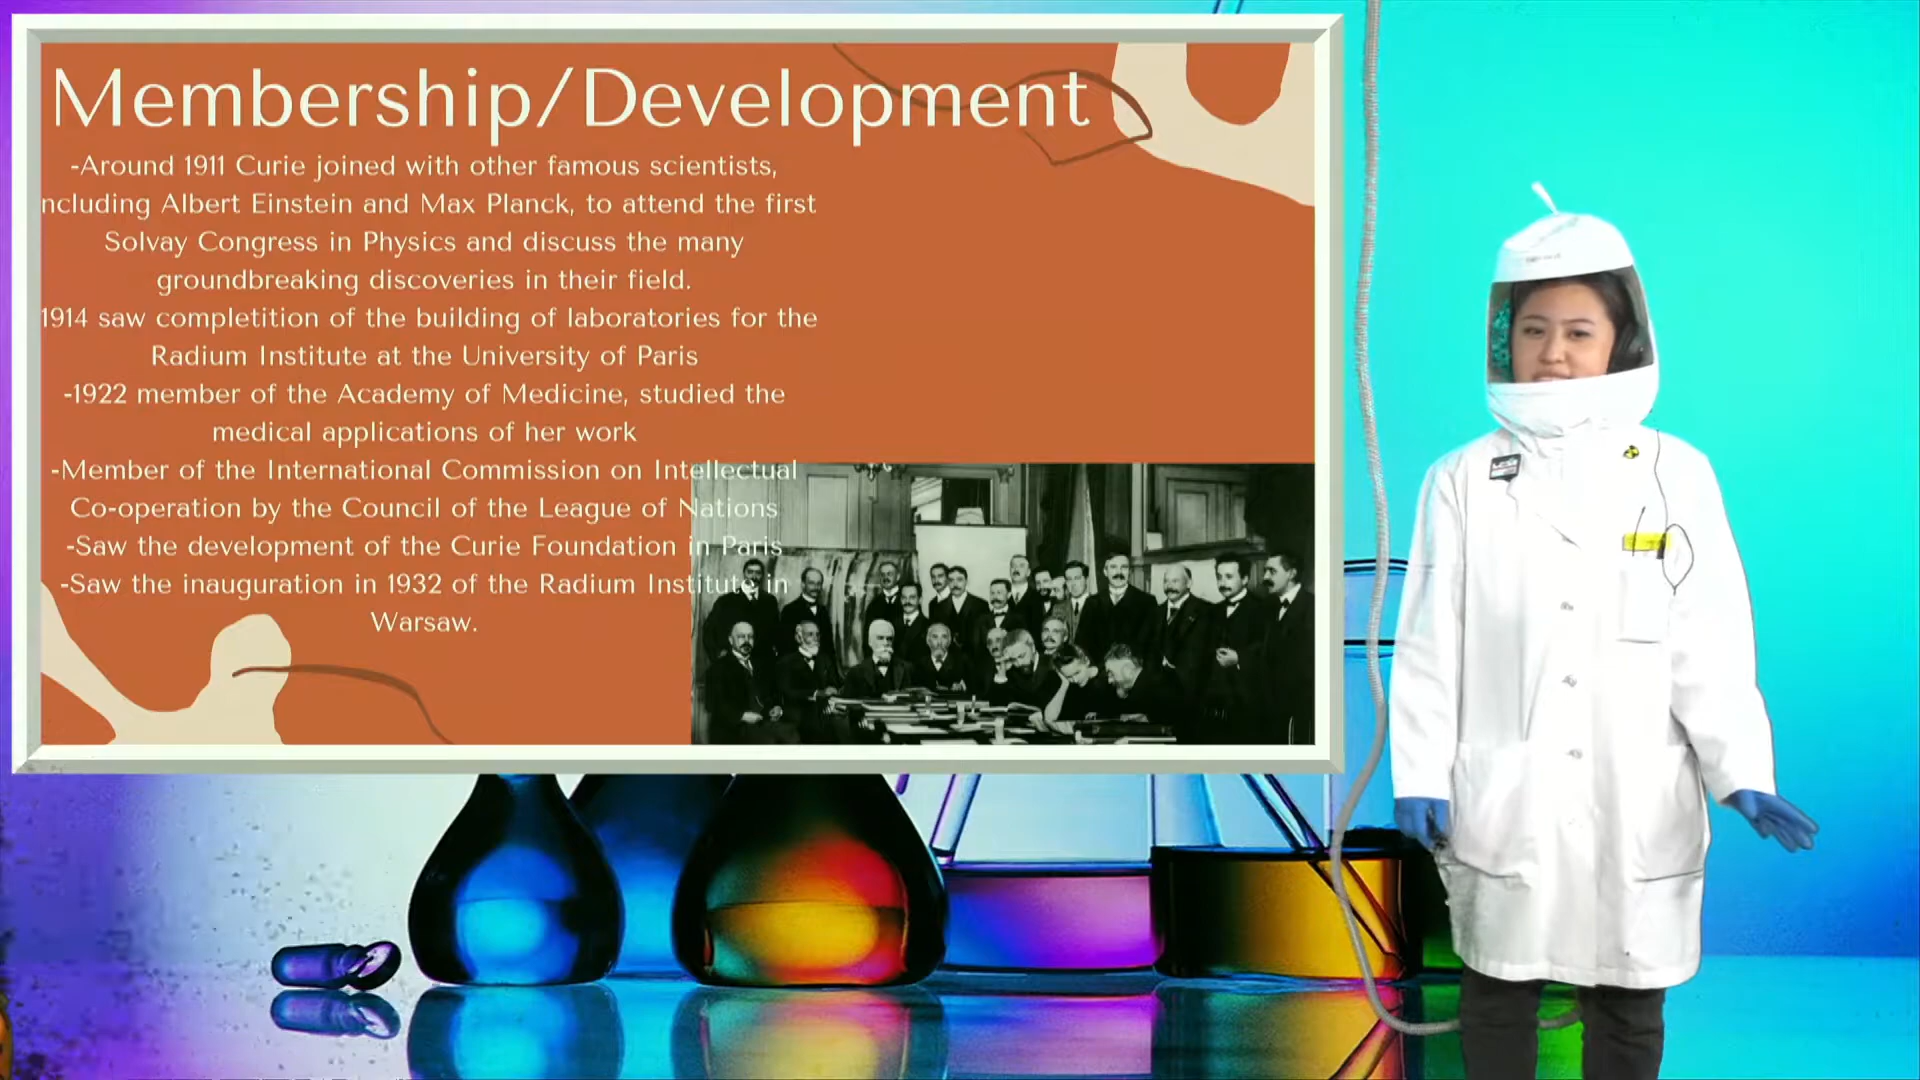 Membership/Development
-Around 1911 Curie joined with other famous scientists,
ncluding Albert Einstein and Max Planck, to attend the first
Solvay Congress in Physics and discuss the many
groundbreaking discoveries in their field.
1914 saw completition of the building of laboratories for the
Radium Institute at the University of Paris
-1922 member of the Academy of Medicine, studied the
medical applications of her work
-Member of the International Commission on Intellectual
Co-operation by the Council of the League of Nations
-Saw the development of the Curie Foundation in Paris
-Saw the inauguration in 1932 of the Radium Institute in
Warsaw.